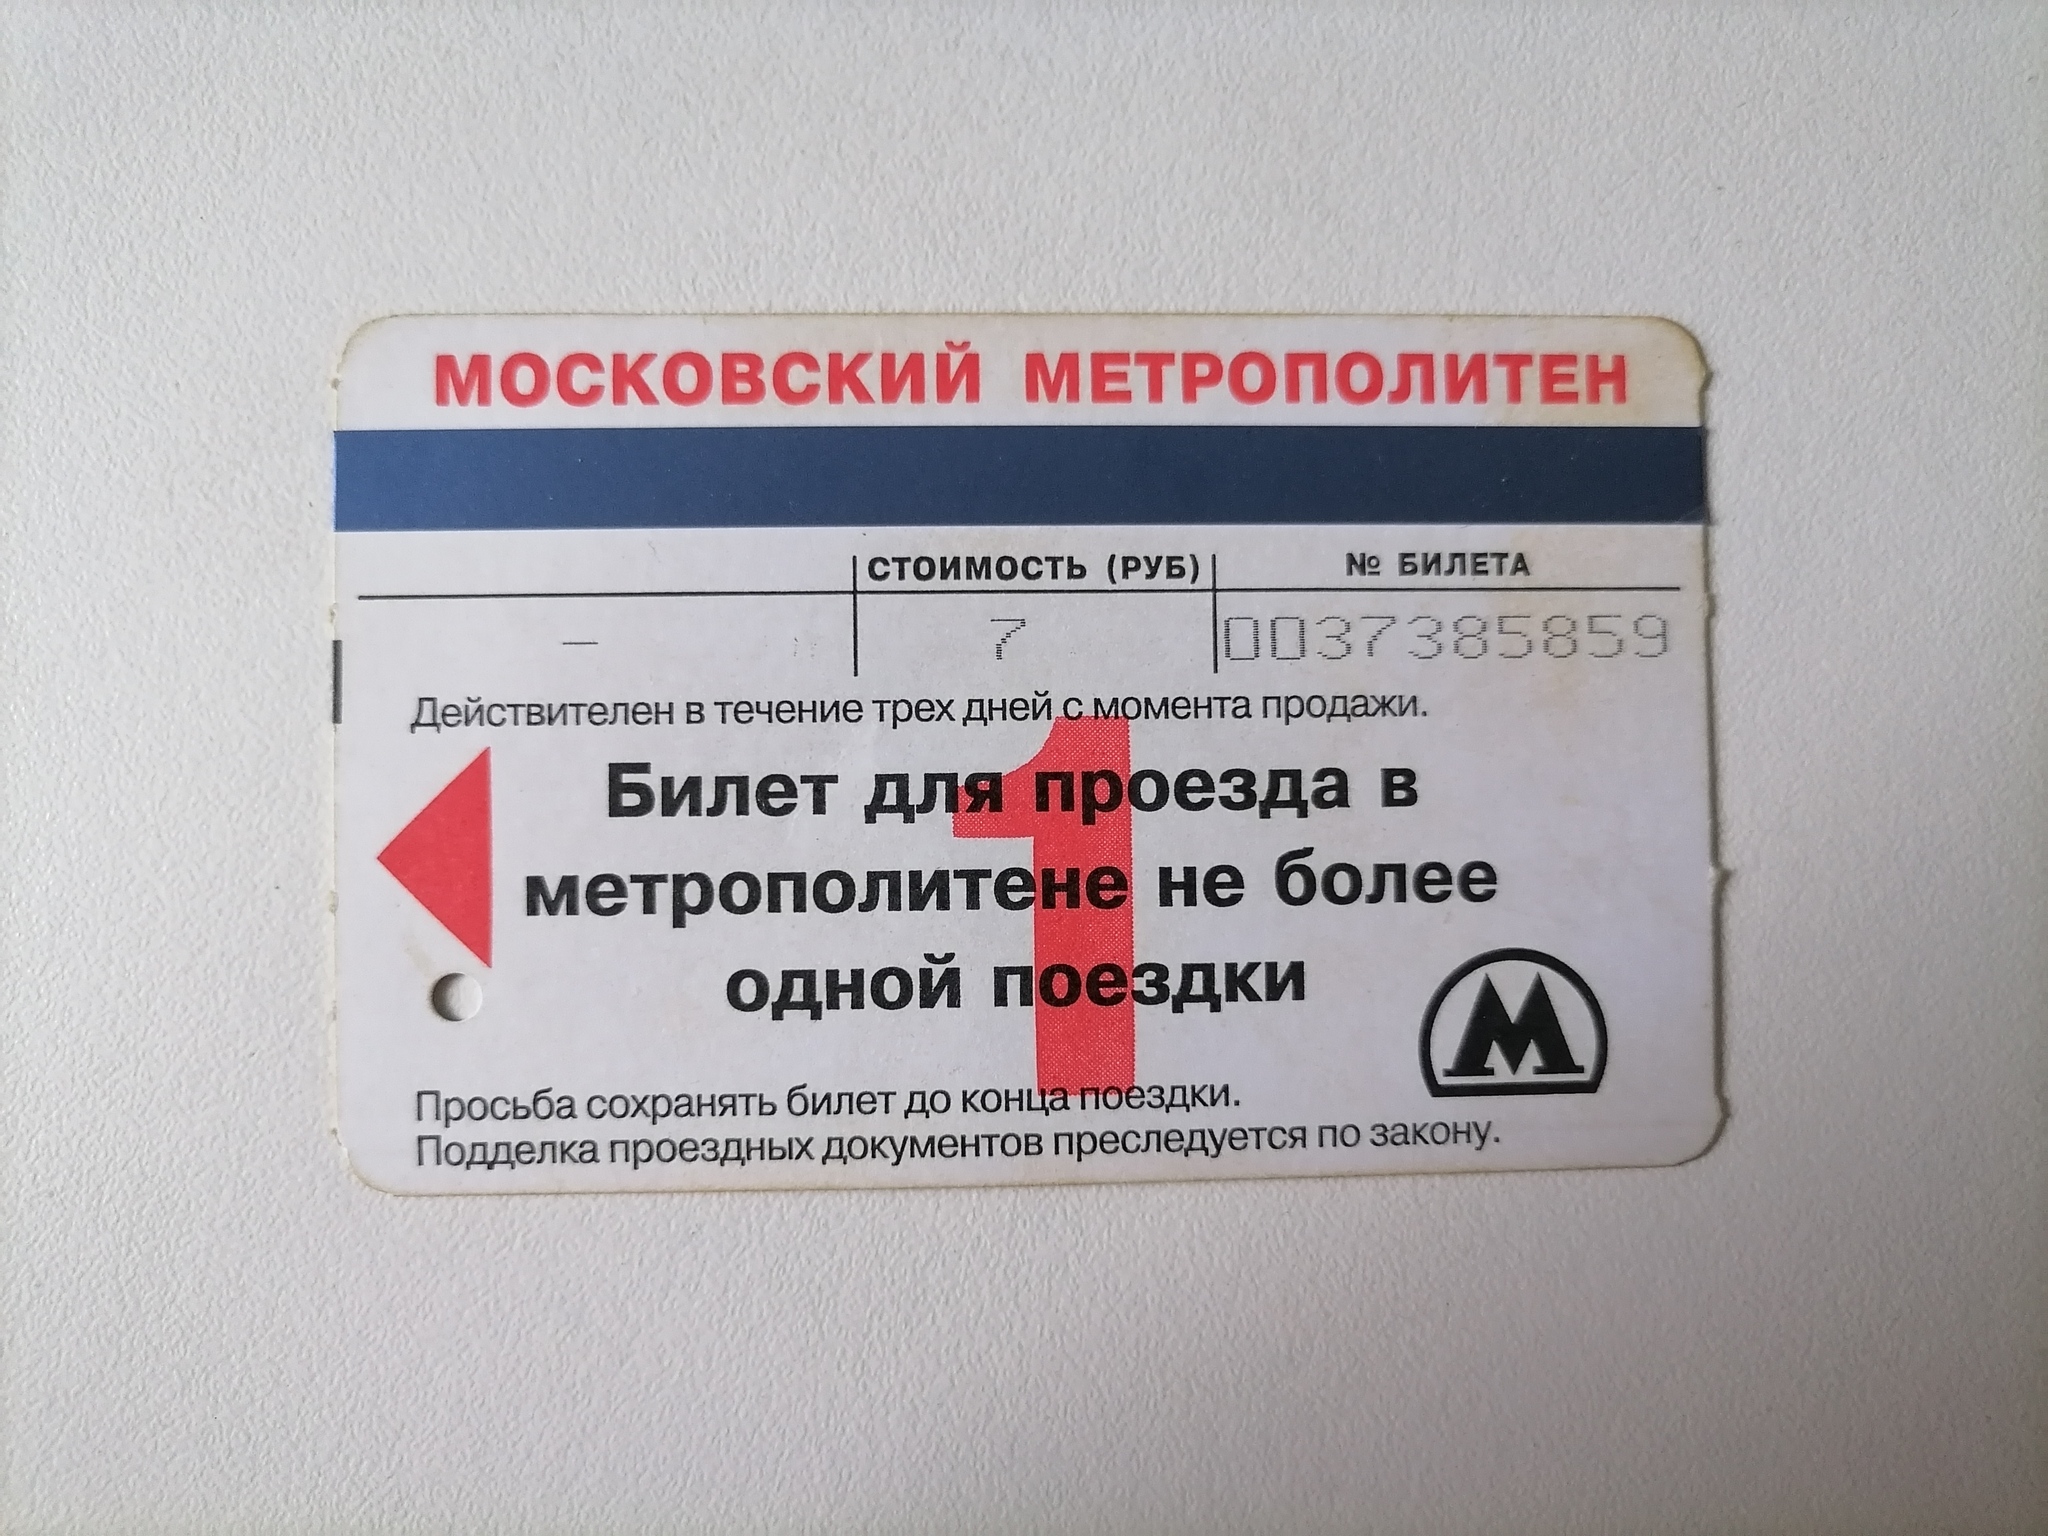 МОСКОВСКИЙ МЕТРОПОЛИТЕН
СТОИМОСТЬ (РУБ) № БИЛЕТА
– 7 0037385859
Действителен в течение трех дней с момента продажи.
1
Билет для проезда в
метрополитене не более
одной поездки
М
Просьба сохранять билет до конца поездки.
Подделка проездных документов преследуется по закону.